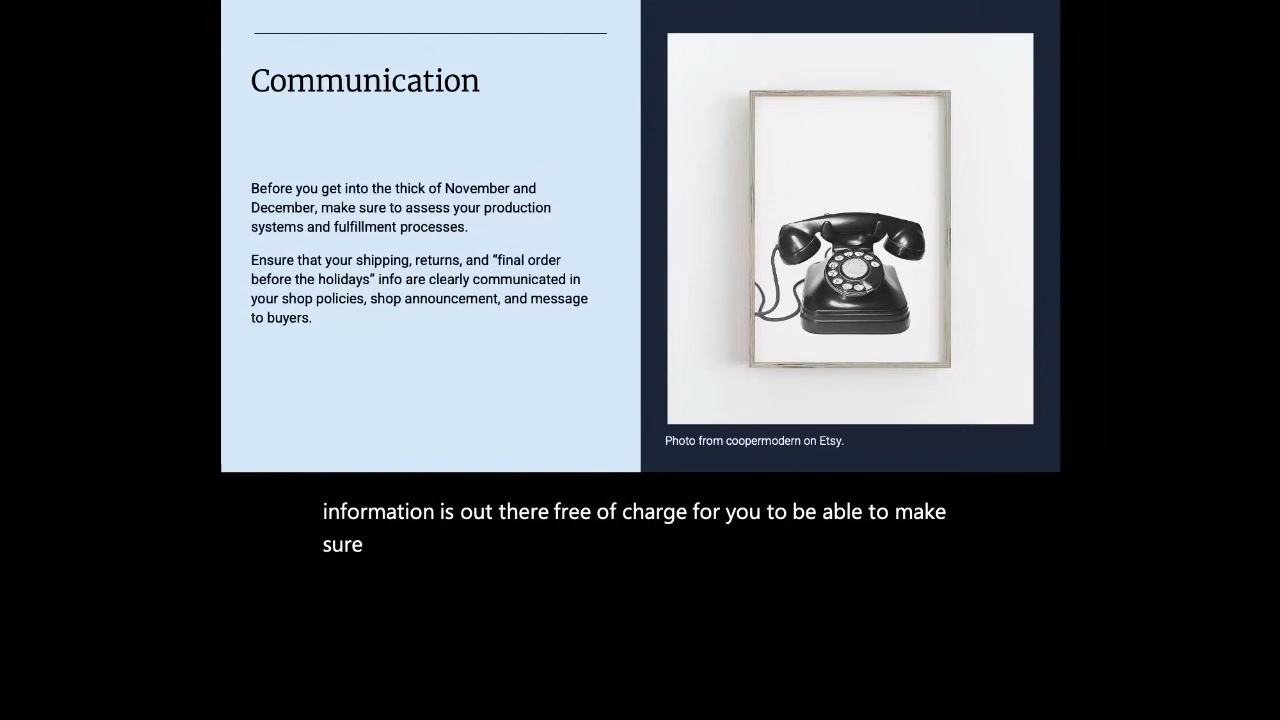 Communication
Before you get into the thick of November and
December, make sure to assess your production
systems and fulfillment processes.
Ensure that your shipping, returns, and “final order
before the holidays” info are clearly communicated in
your shop policies, shop announcement, and message
to buyers.
Photo from coopermodern on Etsy.
information is out there free of charge for you to be able to make
sure